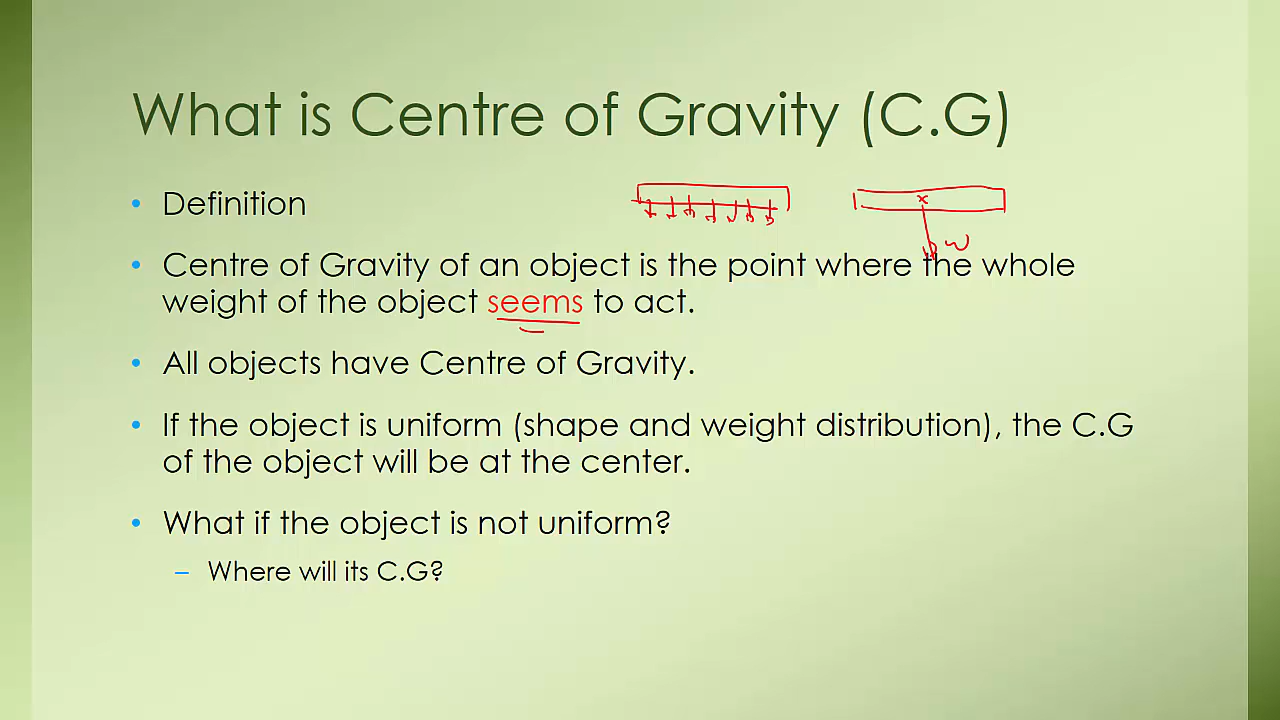 What is Centre of Gravity (C.G)
• Definition
x
w
• Centre of Gravity of an object is the point where the whole
weight of the object seems to act.
• All objects have Centre of Gravity.
• If the object is uniform (shape and weight distribution), the C.G
of the object will be at the center.
• What if the object is not uniform?
– Where will its C.G?